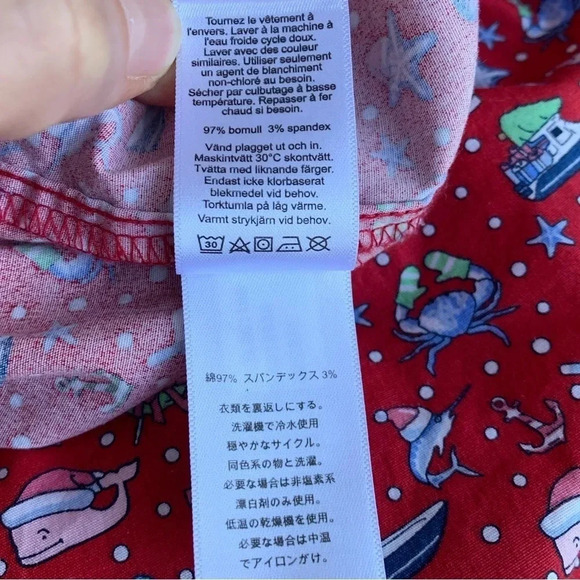 Tournez le vêtement à
l'envers. Laver à la machine à
l'eau froide cycle doux.
Laver avec des couleur
similaires. Utiliser seulement
un agent de blanchiment
non-chloré au besoin.
Sécher par culbutage à basse
température. Repasser à fer
chaud si besoin.
97% bomull 3% spandex
Vänd plagget ut och in.
Maskintvätt 30°C skontvätt.
Tvätta med liknande färger.
Endast icke klorbaserat
blekmedel vid behov.
Torktumla på låg värme.
Varmt strykjärn vid behov.
30
綿97% スパンデックス 3%
衣類を裏返しにする。
洗濯機で冷水使用
穏やかなサイクル。
同色系の物と洗濯。
必要な場合は非塩素系
漂白剤のみ使用。
低温の乾燥機を使用。
必要な場合は中温
でアイロンがけ。